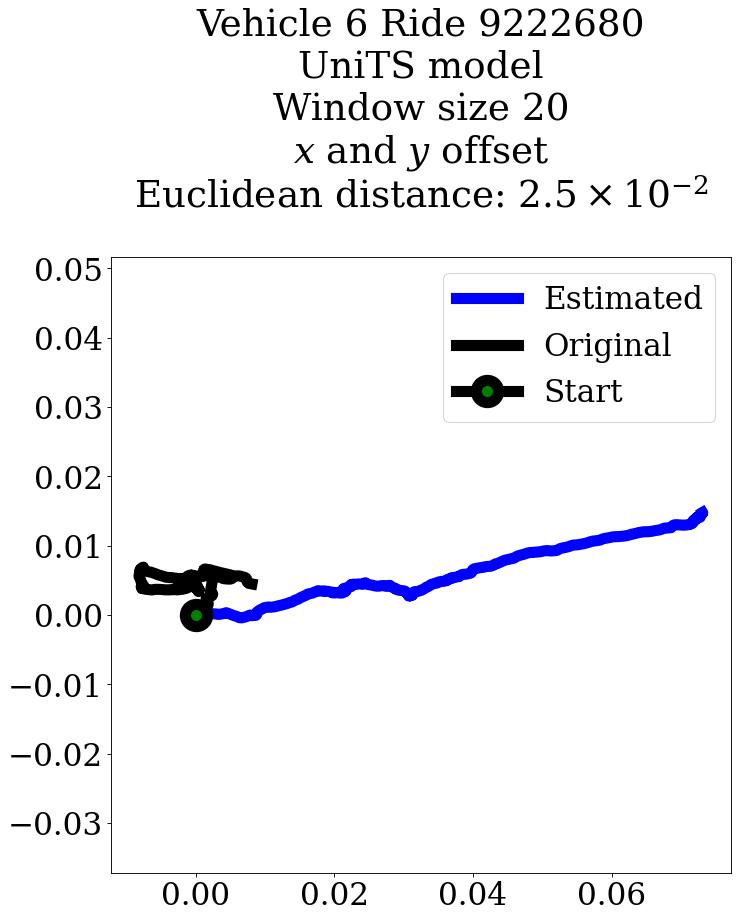 Vehicle 6 Ride 9222680
UniTS model
Window size 20
x and y offset
Euclidean distance: 2.5 × 10⁻²
0.05
0.04
0.03
0.02
0.01
0.00
−0.01
−0.02
−0.03
Estimated
Original
Start
0.00 0.02 0.04 0.06